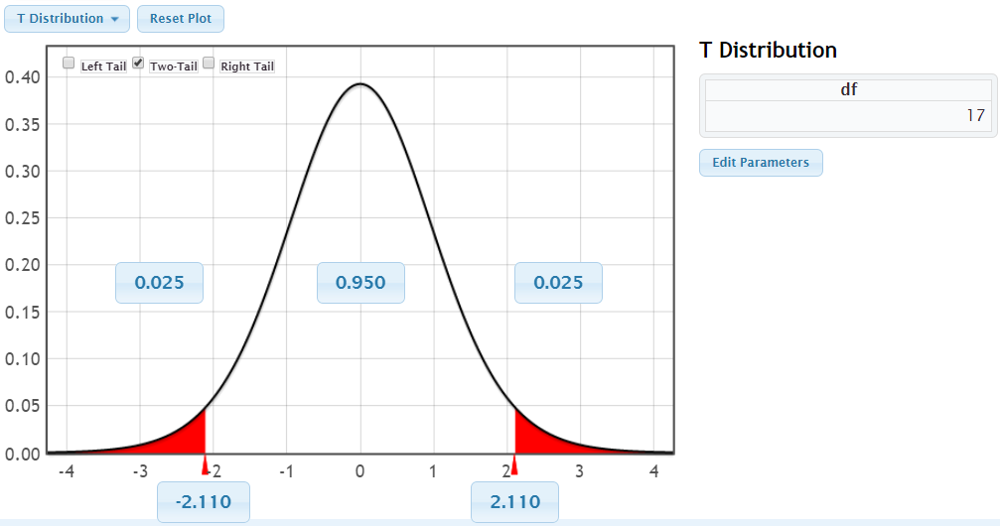 T Distribution Reset Plot
T Distribution
Left Tail Two-Tail Right Tail
df
17
Edit Parameters
0.40
0.35
0.30
0.25
0.20
0.15
0.10
0.05
0.00
0.025 0.950 0.025
-4 -3 -2 -1 0 1 2 3 4
-2.110 2.110